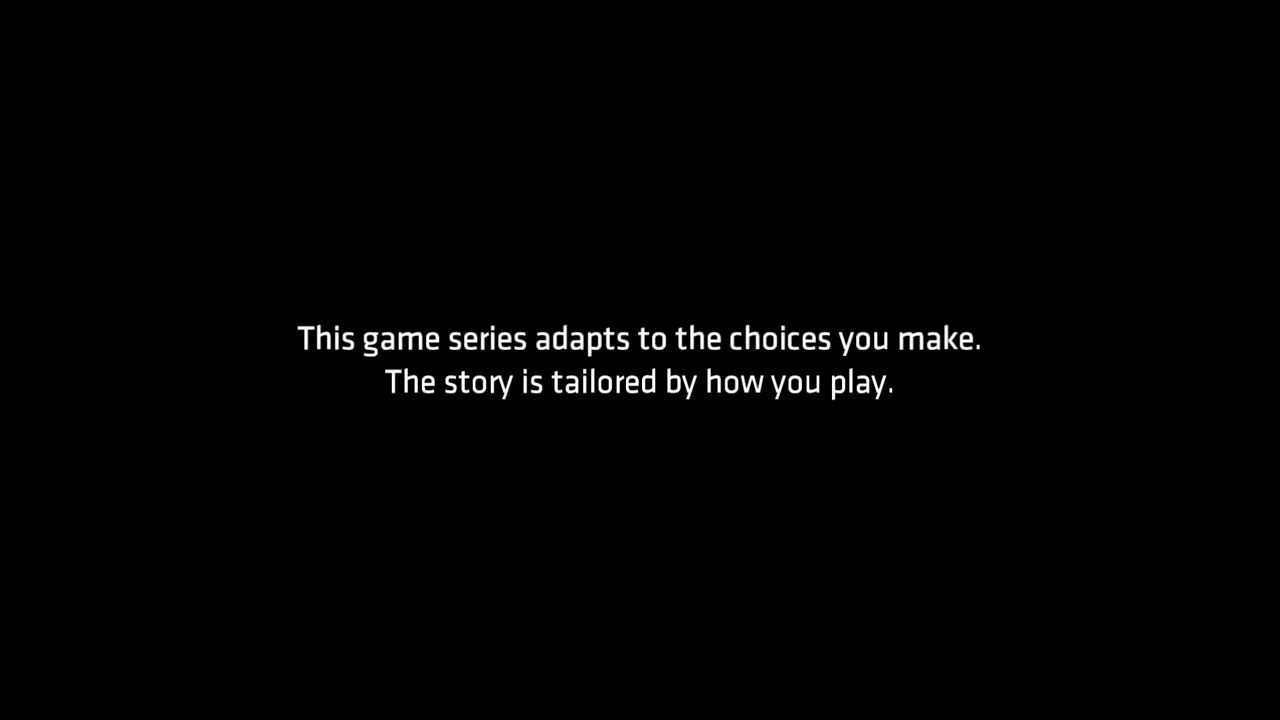 This game series adapts to the choices you make.
The story is tailored by how you play.